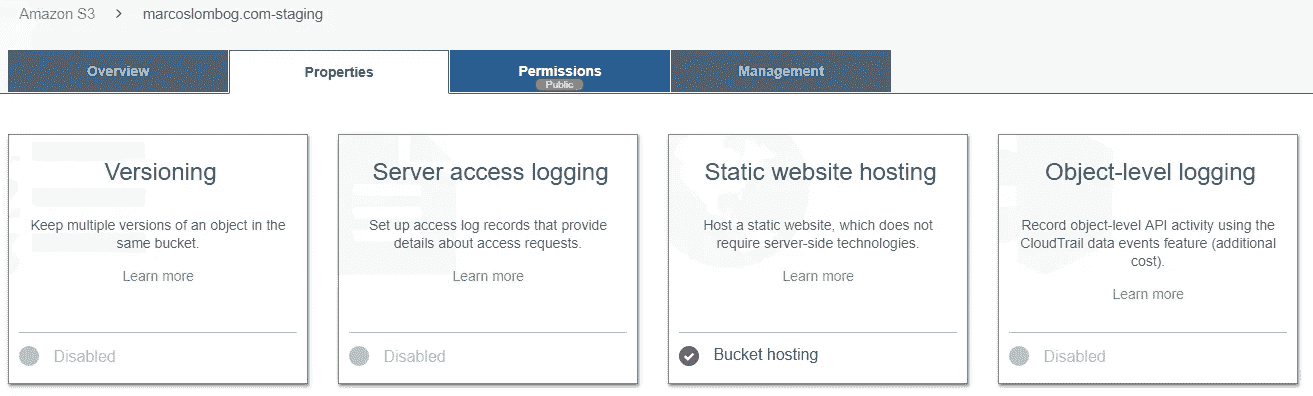 Amazon S3 > marcoslombog.com-staging
Overview Properties Permissions Management
Public
Versioning
Keep multiple versions of an object in the
same bucket.
Learn more
Disabled
Server access logging
Set up access log records that provide
details about access requests.
Learn more
Disabled
Static website hosting
Host a static website, which does not
require server-side technologies.
Learn more
Bucket hosting
Object-level logging
Record object-level API activity using the
CloudTrail data events feature (additional
cost).
Learn more
Disabled